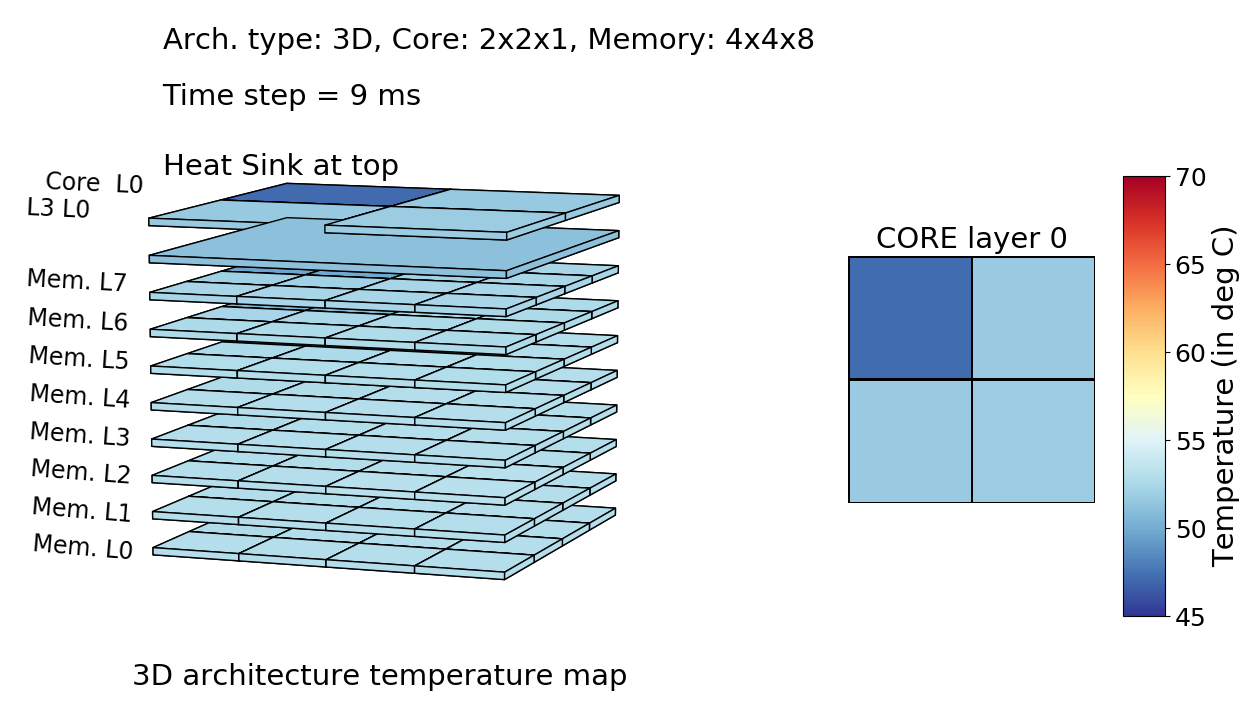 Arch. type: 3D, Core: 2x2x1, Memory: 4x4x8
Time step = 9 ms
Heat Sink at top
Core  L0
L3 L0
Mem. L7
Mem. L6
Mem. L5
Mem. L4
Mem. L3
Mem. L2
Mem. L1
Mem. L0
3D architecture temperature map
CORE layer 0
70
65
60
55
50
45
Temperature (in deg C)